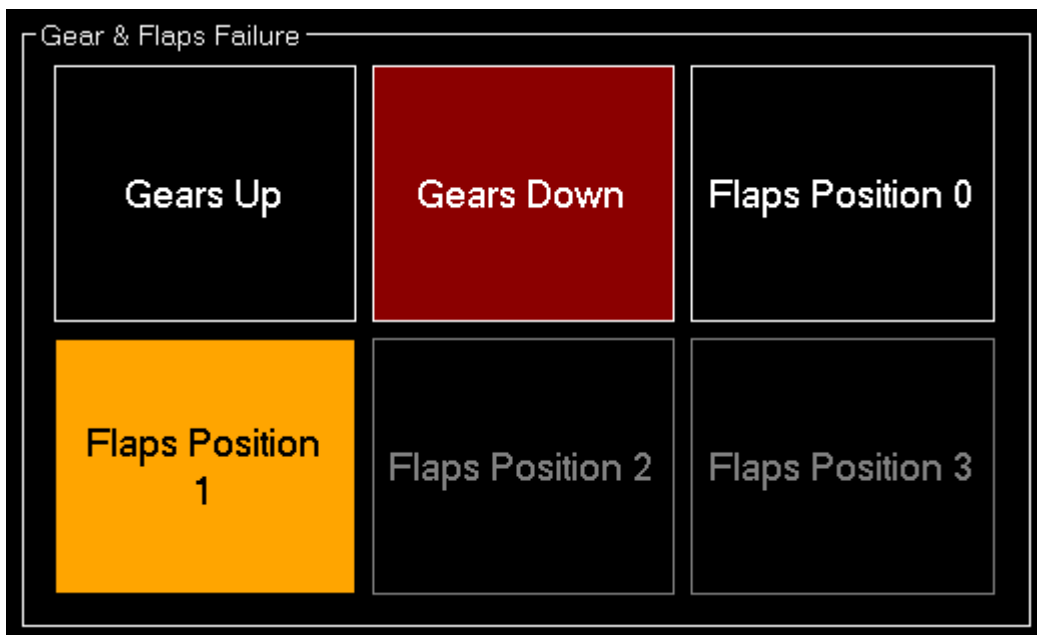 Gear & Flaps Failure
Gears Up
Gears Down
Flaps Position 0
Flaps Position
1
Flaps Position 2
Flaps Position 3